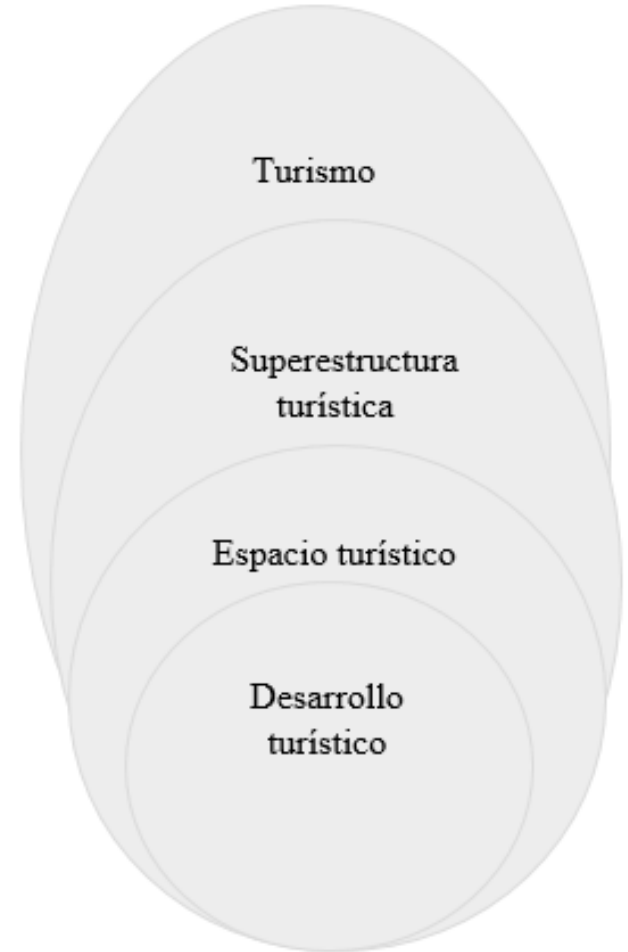 Turismo
Superestructura
turística
Espacio turístico
Desarrollo
turístico